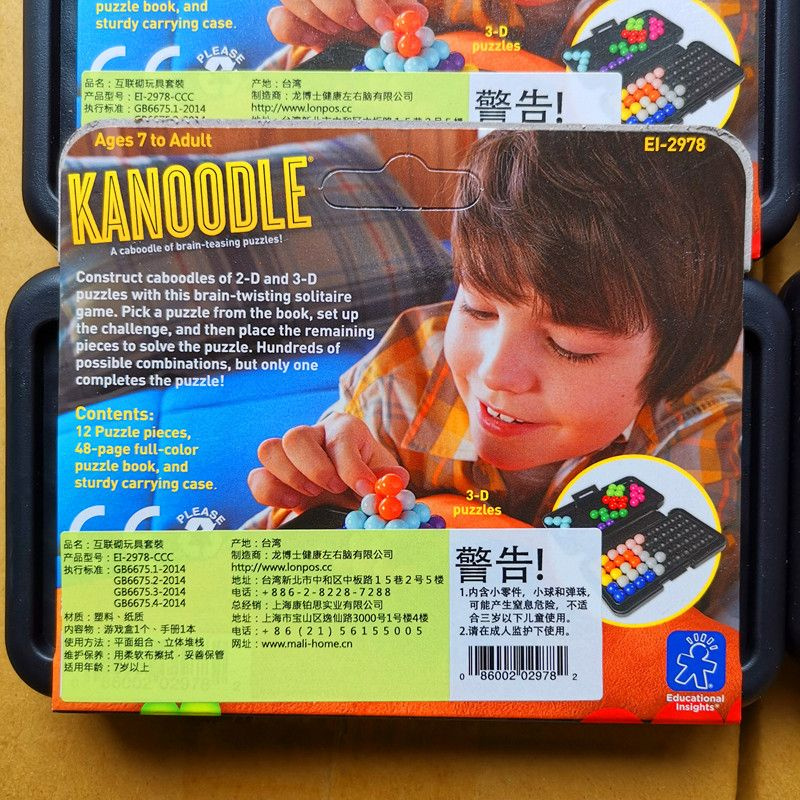 puzzle book, and
sturdy carrying case.
PLEASE
3-D
puzzles
品名：互联砌玩具套裝
产品型号：EI-2978-CCC
执行标准：GB6675.1-2014
产地：台湾
制造商：龙博士健康左右脑有限公司
http://www.lonpos.cc
警告!
Ages 7 to Adult
EI-2978
KANOODLE®
A caboodle of brain-teasing puzzles!
Construct caboodles of 2-D and 3-D
puzzles with this brain-twisting solitaire
game. Pick a puzzle from the book, set up
the challenge, and then place the remaining
pieces to solve the puzzle. Hundreds of
possible combinations, but only one
completes the puzzle!
Contents:
12 Puzzle pieces,
48-page full-color
puzzle book, and
sturdy carrying case.
PLEASE
3-D
puzzles
品名：互联砌玩具套裝
产品型号：EI-2978-CCC
执行标准：GB6675.1-2014
GB6675.2-2014
GB6675.3-2014
GB6675.4-2014
材质：塑料、纸质
内容物：游戏盒1个、手册1本
使用方法：平面组合、立体堆栈
维护保养：用柔软布擦拭，妥善保管
适用年龄：7岁以上
产地：台湾
制造商：龙博士健康左右脑有限公司
http://www.lonpos.cc
地址：台湾新北市中和区中板路15巷2号5楼
电话：+886-2-8228-7288
总经销：上海康铂思实业有限公司
地址：上海市宝山区逸仙路3000号1号楼4楼
电话：+86(21)56155005
网址：www.mali-home.cn
警告!
1.内含小零件，小球和弹珠，
可能产生窒息危险，不适
合三岁以下儿童使用。
2.请在成人监护下使用。
0 86002 02978 2
Educational
Insights®